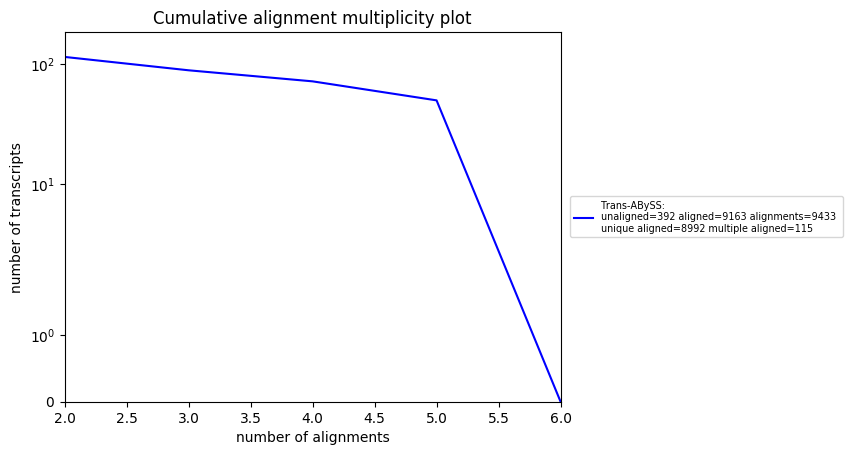 Cumulative alignment multiplicity plot
number of transcripts
10²
10¹
10⁰
0
2.0 2.5 3.0 3.5 4.0 4.5 5.0 5.5 6.0
number of alignments
Trans-ABySS:
unaligned=392 aligned=9163 alignments=9433
unique aligned=8992 multiple aligned=115